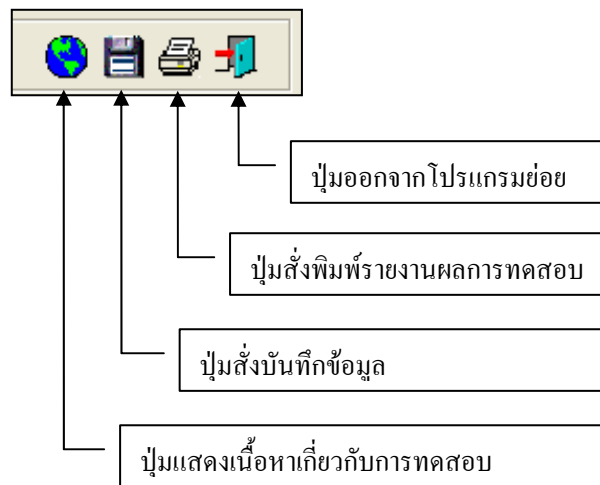 ปุ่มออกจากโปรแกรมย่อย
ปุ่มสั่งพิมพ์รายงานผลการทดสอบ
ปุ่มสั่งบันทึกข้อมูล
ปุ่มแสดงเนื้อหาเกี่ยวกับการทดสอบ